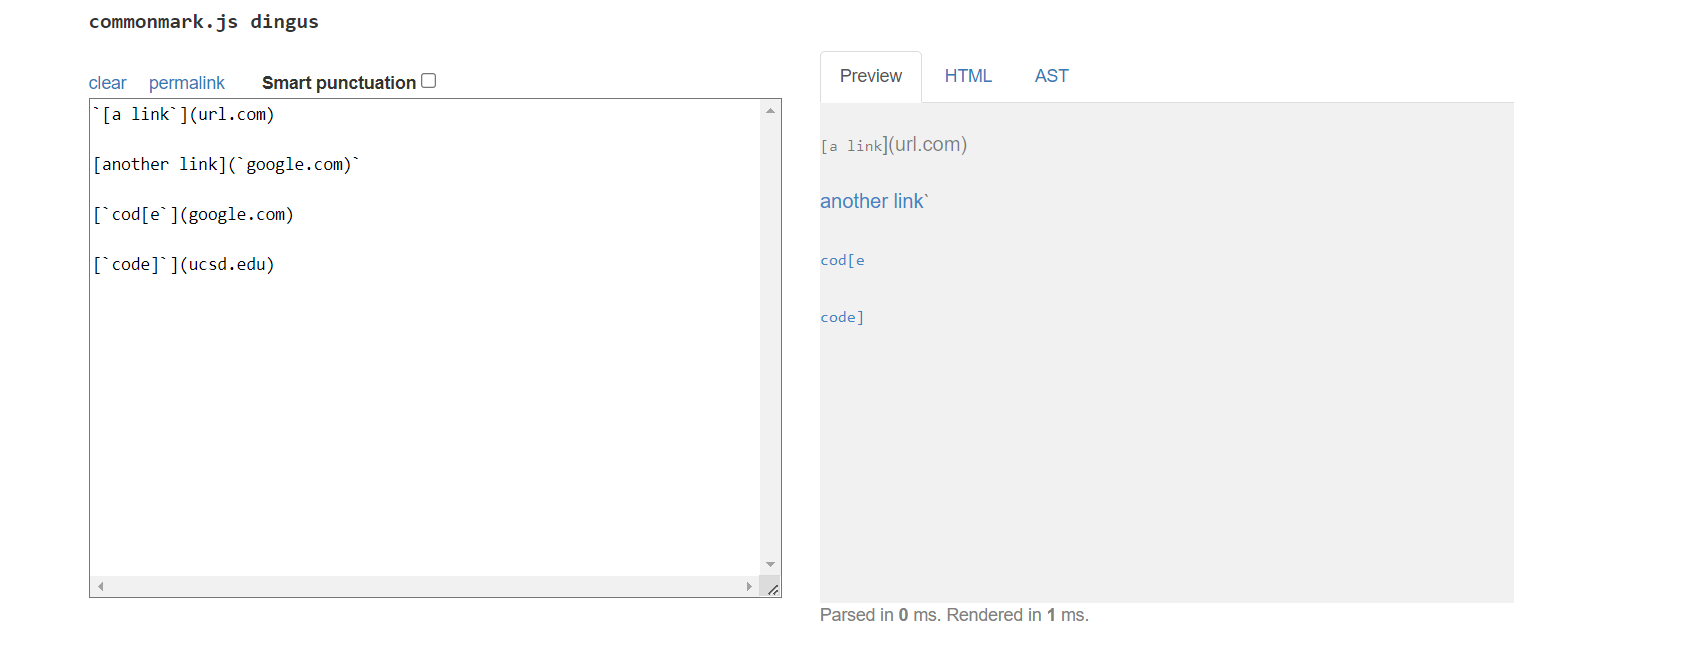 commonmark.js dingus
clear permalink Smart punctuation
`[a link`](url.com)
[another link](`google.com)`
[`cod[e`](google.com)
[`code]`](ucsd.edu)
Preview HTML AST
[a link](url.com)
another link`
cod[e
code]
Parsed in 0 ms. Rendered in 1 ms.